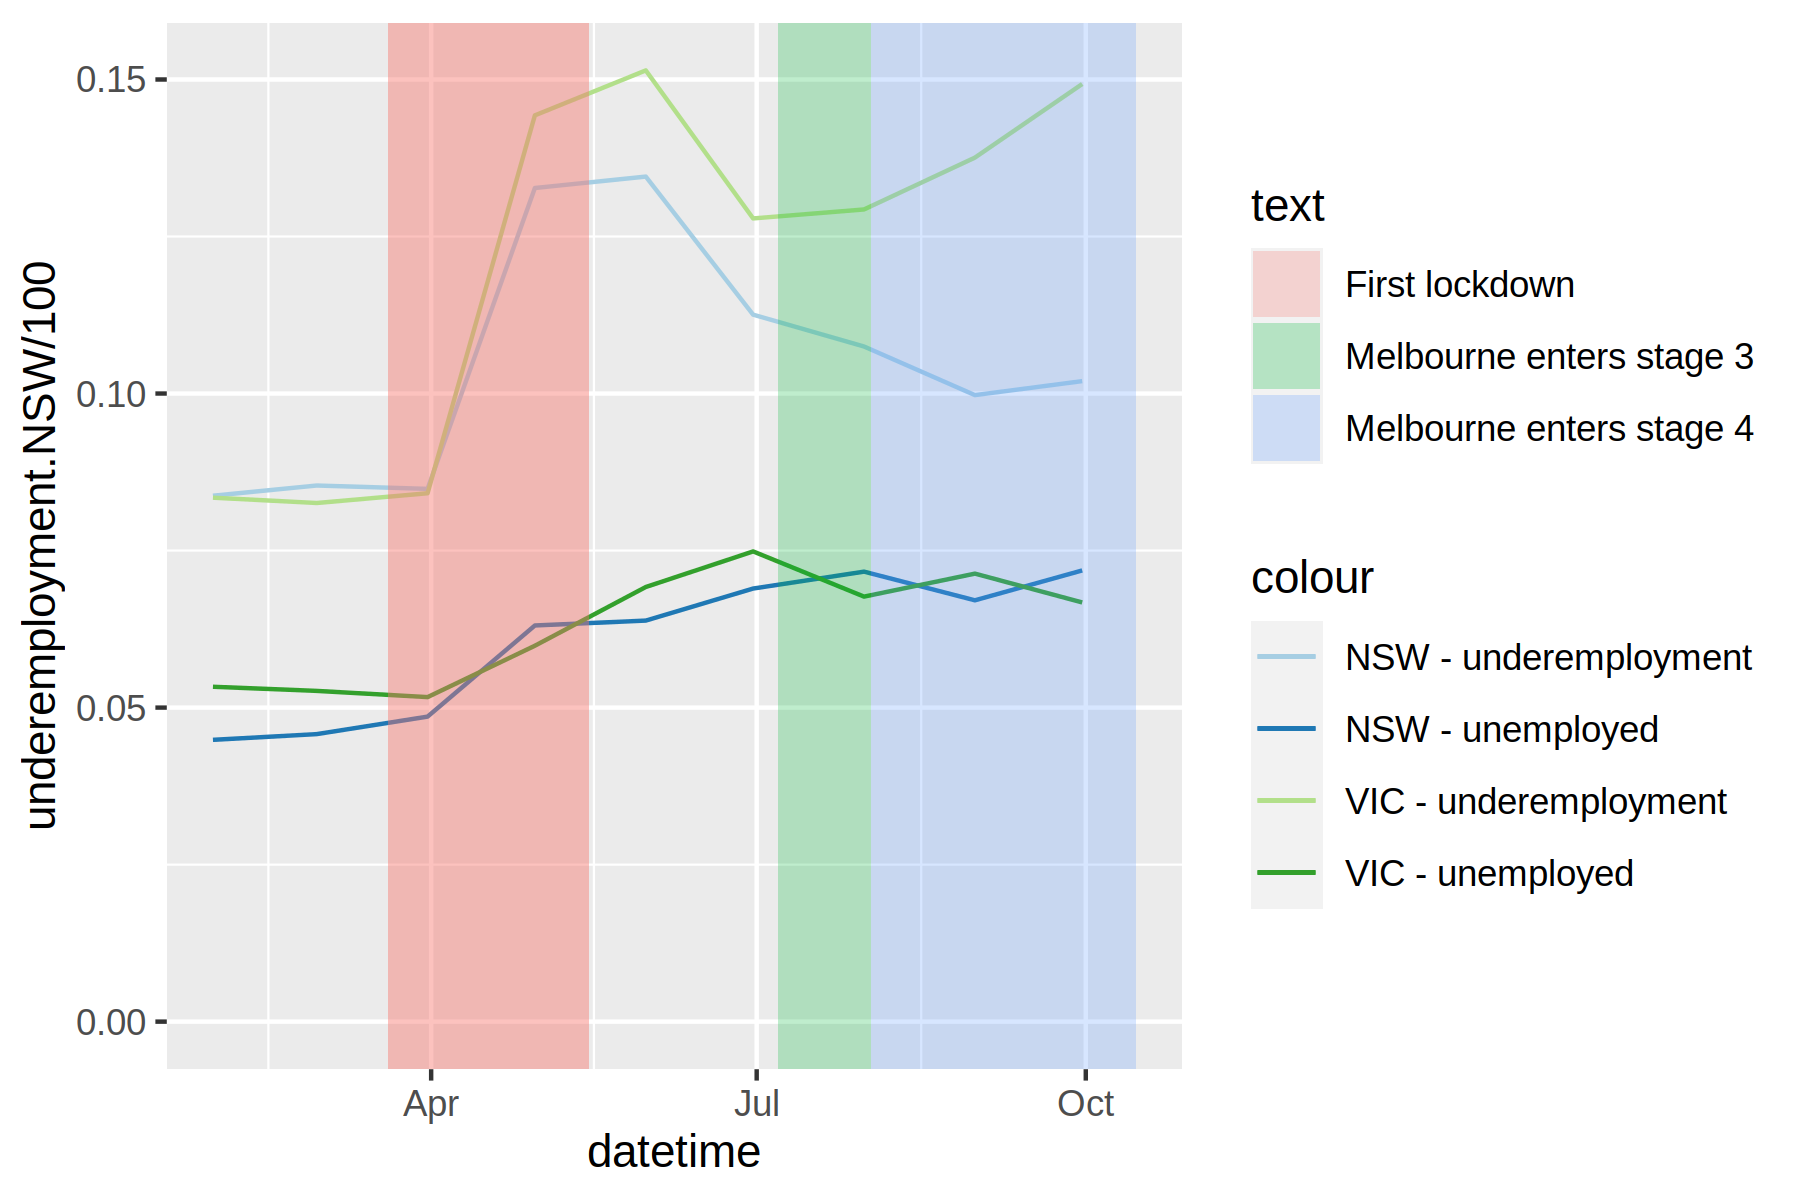 underemployment.NSW/100
0.15
0.10
0.05
0.00
Apr
Jul
Oct
datetime
text
First lockdown
Melbourne enters stage 3
Melbourne enters stage 4
colour
NSW - underemployment
NSW - unemployed
VIC - underemployment
VIC - unemployed